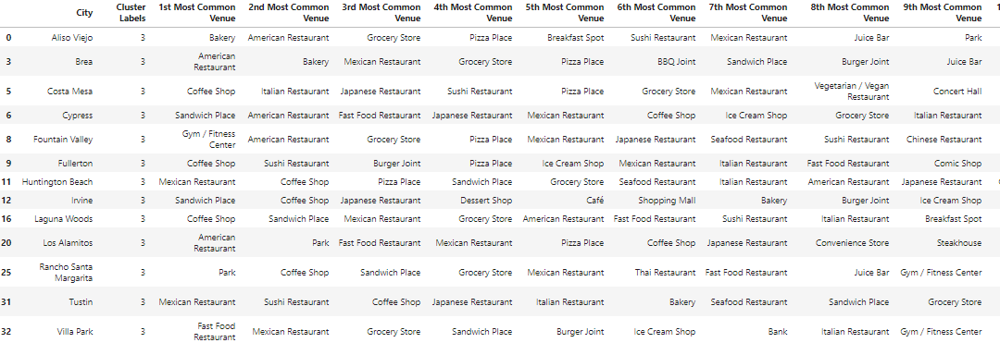 City Cluster Labels 1st Most Common Venue 2nd Most Common Venue 3rd Most Common Venue 4th Most Common Venue 5th Most Common Venue 6th Most Common Venue 7th Most Common Venue 8th Most Common Venue 9th Most Common Venue 1
0 Aliso Viejo 3 Bakery American Restaurant Grocery Store Pizza Place Breakfast Spot Sushi Restaurant Mexican Restaurant Juice Bar Park
3 Brea 3 American Restaurant Bakery Mexican Restaurant Grocery Store Pizza Place BBQ Joint Sandwich Place Burger Joint Juice Bar
5 Costa Mesa 3 Coffee Shop Italian Restaurant Japanese Restaurant Sushi Restaurant Pizza Place Grocery Store Mexican Restaurant Vegetarian / Vegan Restaurant Concert Hall
6 Cypress 3 Sandwich Place American Restaurant Fast Food Restaurant Japanese Restaurant Mexican Restaurant Coffee Shop Ice Cream Shop Grocery Store Italian Restaurant
8 Fountain Valley 3 Gym / Fitness Center American Restaurant Grocery Store Pizza Place Mexican Restaurant Japanese Restaurant Seafood Restaurant Sushi Restaurant Chinese Restaurant
9 Fullerton 3 Coffee Shop Sushi Restaurant Burger Joint Pizza Place Ice Cream Shop Mexican Restaurant Italian Restaurant Fast Food Restaurant Comic Shop
11 Huntington Beach 3 Mexican Restaurant Coffee Shop Pizza Place Sandwich Place Grocery Store Seafood Restaurant Italian Restaurant American Restaurant Japanese Restaurant
12 Irvine 3 Sandwich Place Coffee Shop Japanese Restaurant Dessert Shop Café Shopping Mall Bakery Burger Joint Ice Cream Shop
16 Laguna Woods 3 Coffee Shop Sandwich Place Mexican Restaurant Grocery Store American Restaurant Fast Food Restaurant Sushi Restaurant Italian Restaurant Breakfast Spot
20 Los Alamitos 3 American Restaurant Park Fast Food Restaurant Mexican Restaurant Pizza Place Coffee Shop Japanese Restaurant Convenience Store Steakhouse
25 Rancho Santa Margarita 3 Park Coffee Shop Sandwich Place Grocery Store Mexican Restaurant Thai Restaurant Fast Food Restaurant Juice Bar Gym / Fitness Center
31 Tustin 3 Mexican Restaurant Sushi Restaurant Coffee Shop Japanese Restaurant Italian Restaurant Bakery Seafood Restaurant Sandwich Place Grocery Store
32 Villa Park 3 Fast Food Restaurant Mexican Restaurant Grocery Store Sandwich Place Burger Joint Ice Cream Shop Bank Italian Restaurant Gym / Fitness Center